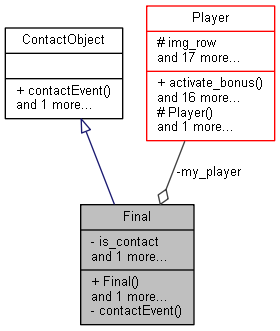 Player
# img_row
and 17 more...
+ activate_bonus()
and 16 more...
# Player()
and 1 more...
ContactObject
+ contactEvent()
and 1 more...
-my_player
Final
- is_contact
and 1 more...
+ Final()
and 1 more...
- contactEvent()